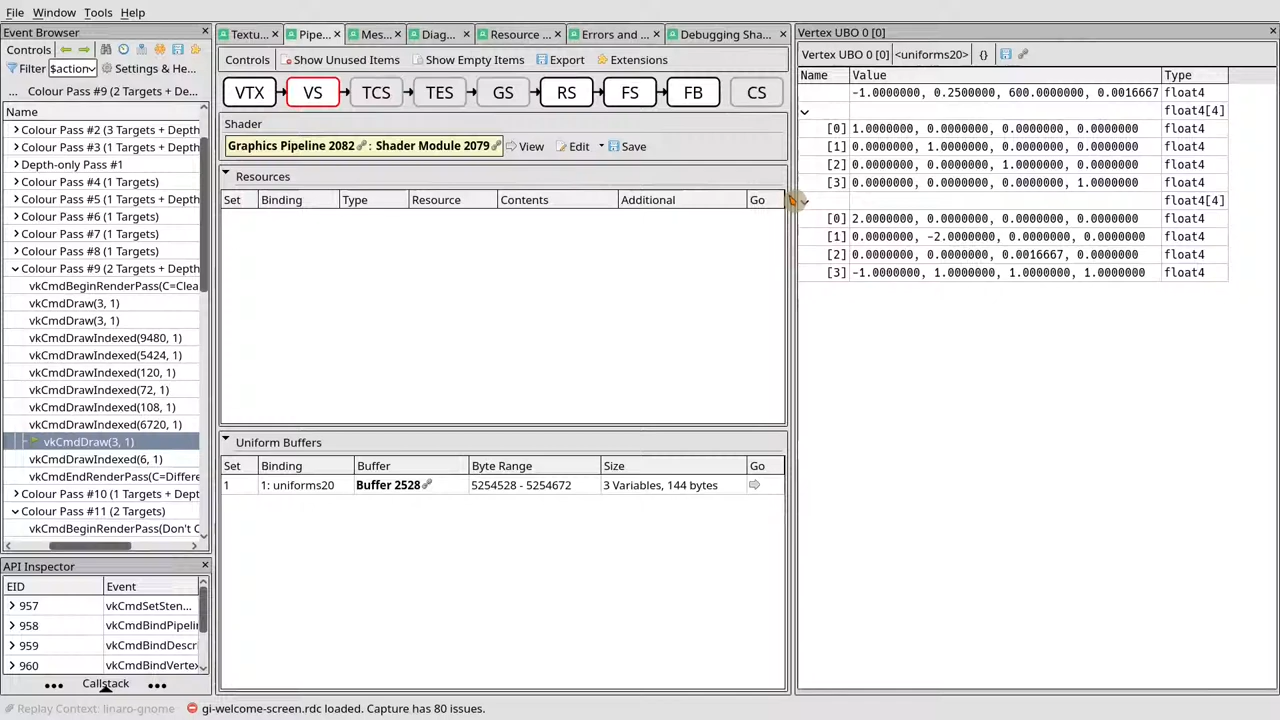 File Window Tools Help
Event Browser
Controls
Filter $action Settings & He...
... Colour Pass #9 (2 Targets + De...
Name
Colour Pass #2 (3 Targets + Depth
Colour Pass #3 (1 Targets + Depth
Depth-only Pass #1
Colour Pass #4 (1 Targets)
Colour Pass #5 (1 Targets)
Colour Pass #6 (1 Targets)
Colour Pass #7 (1 Targets)
Colour Pass #8 (1 Targets)
Colour Pass #9 (2 Targets + Depth
vkCmdBeginRenderPass(C=Clea
vkCmdDraw(3, 1)
vkCmdDraw(3, 1)
vkCmdDrawIndexed(9480, 1)
vkCmdDrawIndexed(5424, 1)
vkCmdDrawIndexed(120, 1)
vkCmdDrawIndexed(72, 1)
vkCmdDrawIndexed(108, 1)
vkCmdDrawIndexed(6720, 1)
vkCmdDraw(3, 1)
vkCmdDrawIndexed(6, 1)
vkCmdEndRenderPass(C=Differe
Colour Pass #10 (1 Targets + Dept
Colour Pass #11 (2 Targets)
vkCmdBeginRenderPass(Don't C
API Inspector
EID Event
957 vkCmdSetSten...
958 vkCmdBindPipelin
959 vkCmdBindDescr
960 vkCmdBindVertex
... Callstack ...
Textu... Pipe... Mes... Diag... Resource ... Errors and ... Debugging Sha...
Controls Show Unused Items Show Empty Items Export Extensions
VTX VS TCS TES GS RS FS FB CS
Shader
Graphics Pipeline 2082 : Shader Module 2079 View Edit Save
Resources
Set Binding Type Resource Contents Additional Go
Uniform Buffers
Set Binding Buffer Byte Range Size Go
1 1: uniforms20 Buffer 2528 5254528 - 5254672 3 Variables, 144 bytes
Vertex UBO 0 [0]
Vertex UBO 0 [0] <uniforms20> {}
Name Value Type
-1.0000000, 0.2500000, 600.0000000, 0.0016667 float4
float4[4]
[0] 1.0000000, 0.0000000, 0.0000000, 0.0000000 float4
[1] 0.0000000, 1.0000000, 0.0000000, 0.0000000 float4
[2] 0.0000000, 0.0000000, 1.0000000, 0.0000000 float4
[3] 0.0000000, 0.0000000, 0.0000000, 1.0000000 float4
float4[4]
[0] 2.0000000, 0.0000000, 0.0000000, 0.0000000 float4
[1] 0.0000000, -2.0000000, 0.0000000, 0.0000000 float4
[2] 0.0000000, 0.0000000, 0.0016667, 0.0000000 float4
[3] -1.0000000, 1.0000000, 1.0000000, 1.0000000 float4
Replay Context: linaro-gnome gi-welcome-screen.rdc loaded. Capture has 80 issues.